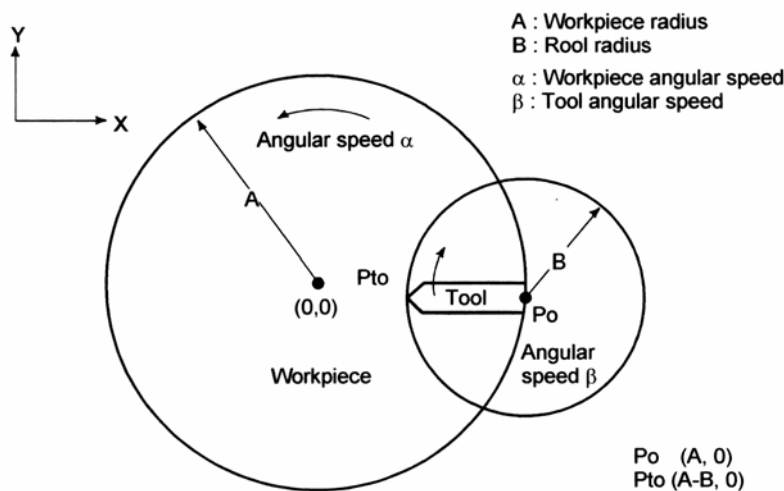 A : Workpiece radius
B : Rool radius
α : Workpiece angular speed
β : Tool angular speed
Y
X
Angular speed α
A
(0,0)
Workpiece
Pto
Tool
B
Po
Angular
speed β
Po (A, 0)
Pto (A-B, 0)